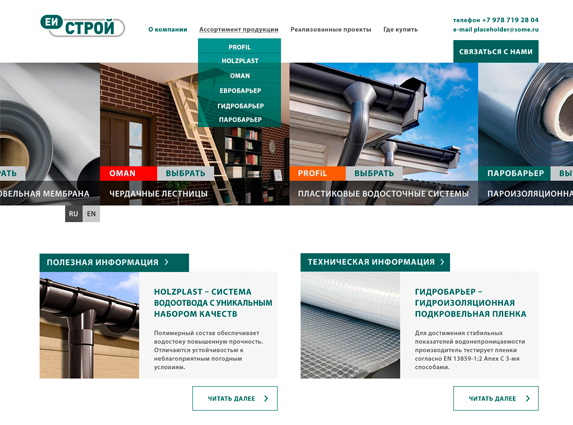 ЕИ
СТРОЙ
О компании
Ассортимент продукции
Реализованные проекты
Где купить
телефон +7 978 719 28 04
e-mail placeholder@some.ru
СВЯЗАТЬСЯ С НАМИ
PROFIL
HOLZPLAST
OMAN
ЕВРОБАРЬЕР
ГИДРОБАРЬЕР
ПАРОБАРЬЕР
РАТЬ
ОВЕЛЬНАЯ МЕМБРАНА
OMAN ВЫБРАТЬ
ЧЕРДАЧНЫЕ ЛЕСТНИЦЫ
PROFIL ВЫБРАТЬ
ПЛАСТИКОВЫЕ ВОДОСТОЧНЫЕ СИСТЕМЫ
ПАРОБАРЬЕР ВЫ
ПАРОИЗОЛЯЦИОННА
RU EN
ПОЛЕЗНАЯ ИНФОРМАЦИЯ >
HOLZPLAST – СИСТЕМА
ВОДООТВОДА С УНИКАЛЬНЫМ
НАБОРОМ КАЧЕСТВ
Полимерный состав обеспечивает
водостоку повышенную прочность.
Отличаются устойчивостью к
неблагоприятным погодным
условиям.
ЧИТАТЬ ДАЛЕЕ >
ТЕХНИЧЕСКАЯ ИНФОРМАЦИЯ >
ГИДРОБАРЬЕР –
ГИДРОИЗОЛЯЦИОННАЯ
ПОДКРОВЕЛЬНАЯ ПЛЕНКА
Для достижения стабильных
показателей водонепроницаемости
производитель тестирует пленки
согласно EN 13859-1;2 Anex C 3-мя
способами.
ЧИТАТЬ ДАЛЕЕ >